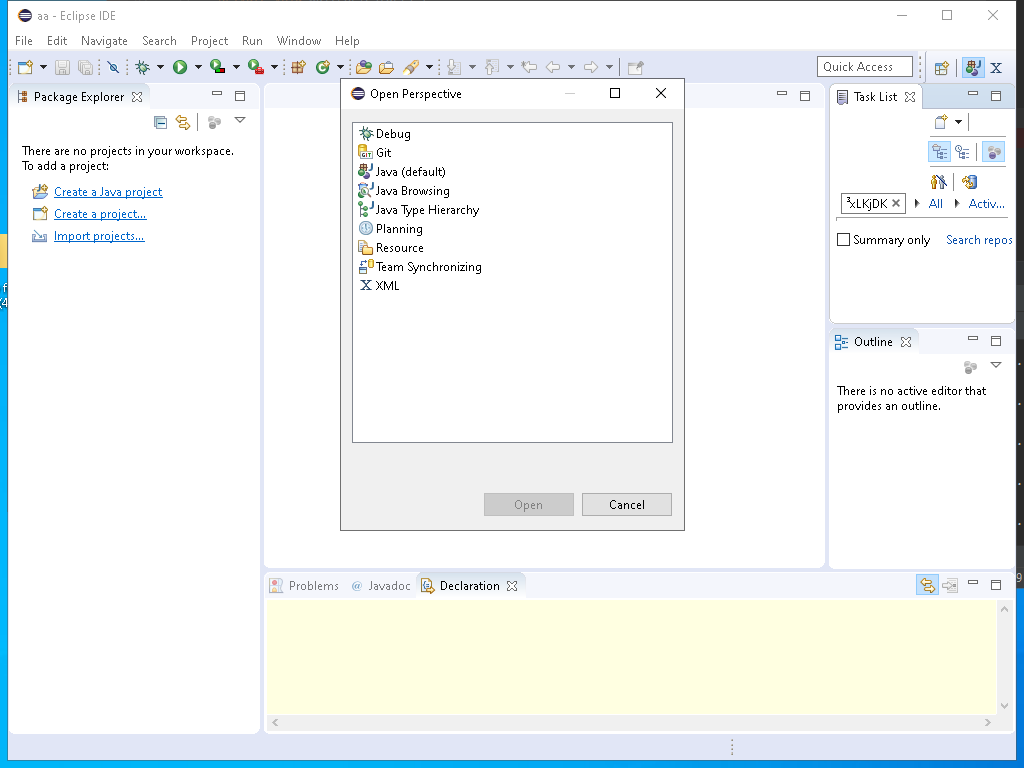 aa - Eclipse IDE
File Edit Navigate Search Project Run Window Help
Quick Access
Package Explorer
There are no projects in your workspace.
To add a project:
Create a Java project
Create a project...
Import projects...
Open Perspective
Debug
Git
Java (default)
Java Browsing
Java Type Hierarchy
Planning
Resource
Team Synchronizing
XML
Open Cancel
Task List
³xLKjDK All Activ...
Summary only Search repos
Outline
There is no active editor that
provides an outline.
Problems @ Javadoc Declaration